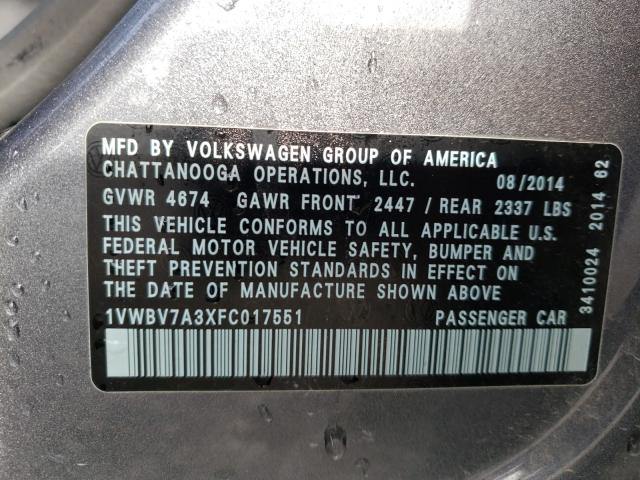 MFD BY VOLKSWAGEN GROUP OF AMERICA
CHATTANOOGA OPERATIONS, LLC. 08/2014
GVWR 4674 GAWR FRONT 2447 / REAR 2337 LBS
THIS VEHICLE CONFORMS TO ALL APPLICABLE U.S.
FEDERAL MOTOR VEHICLE SAFETY, BUMPER AND
THEFT PREVENTION STANDARDS IN EFFECT ON
THE DATE OF MANUFACTURE SHOWN ABOVE
1VWBV7A3XFC017551 PASSENGER CAR
3410024 2014 62